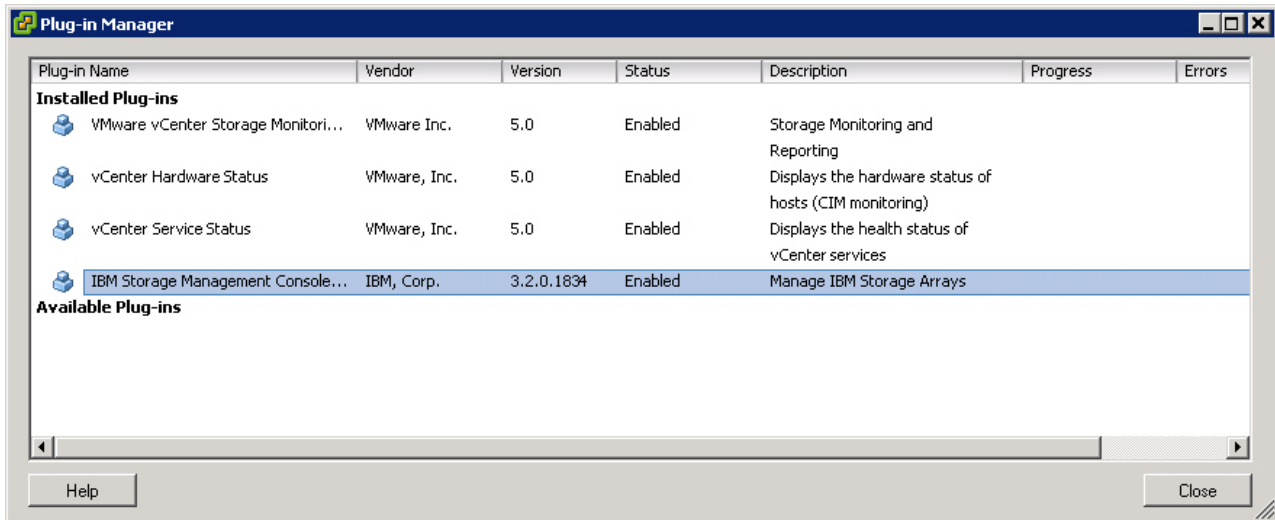 Plug-in Manager
Plug-in Name Vendor Version Status Description Progress Errors
Installed Plug-ins
VMware vCenter Storage Monitori... VMware Inc. 5.0 Enabled Storage Monitoring and
Reporting
vCenter Hardware Status VMware, Inc. 5.0 Enabled Displays the hardware status of
hosts (CIM monitoring)
vCenter Service Status VMware, Inc. 5.0 Enabled Displays the health status of
vCenter services
IBM Storage Management Console... IBM, Corp. 3.2.0.1834 Enabled Manage IBM Storage Arrays
Available Plug-ins
Help Close